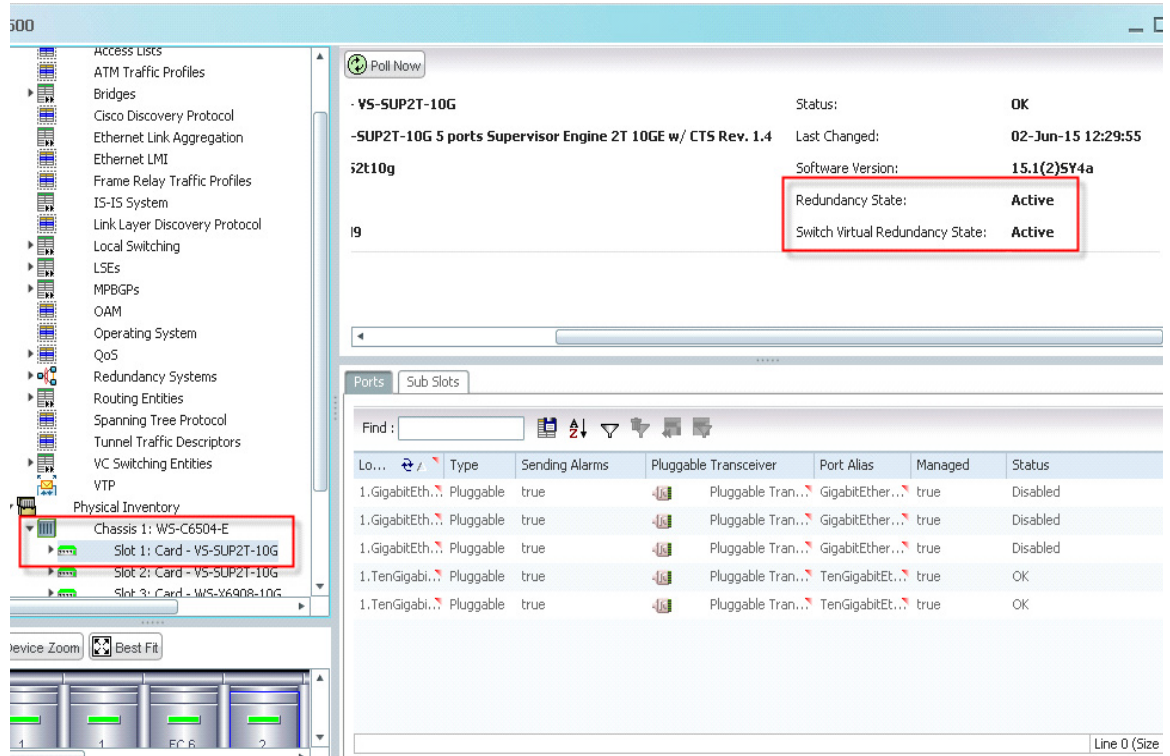 500
Access Lists
ATM Traffic Profiles
Bridges
Cisco Discovery Protocol
Ethernet Link Aggregation
Ethernet LMI
Frame Relay Traffic Profiles
IS-IS System
Link Layer Discovery Protocol
Local Switching
LSEs
MPBGPs
OAM
Operating System
QoS
Redundancy Systems
Routing Entities
Spanning Tree Protocol
Tunnel Traffic Descriptors
VC Switching Entities
VTP
Physical Inventory
Chassis 1: WS-C6504-E
Slot 1: Card - VS-SUP2T-10G
Slot 2: Card - VS-SUP2T-10G
Slot 3: Card - WS-X6908-10G
Device Zoom Best Fit
1 1 FC 6 2
Poll Now
- VS-SUP2T-10G Status: OK
-SUP2T-10G 5 ports Supervisor Engine 2T 10GE w/ CTS Rev. 1.4 Last Changed: 02-Jun-15 12:29:55
52t10g Software Version: 15.1(2)SY4a
Redundancy State: Active
19 Switch Virtual Redundancy State: Active
Ports Sub Slots
Find :
Lo... Type Sending Alarms Pluggable Transceiver Port Alias Managed Status
1.GigabitEth... Pluggable true Pluggable Tran... GigabitEther... true Disabled
1.GigabitEth... Pluggable true Pluggable Tran... GigabitEther... true Disabled
1.GigabitEth... Pluggable true Pluggable Tran... GigabitEther... true Disabled
1.TenGigabi... Pluggable true Pluggable Tran... TenGigabitEt... true OK
1.TenGigabi... Pluggable true Pluggable Tran... TenGigabitEt... true OK
Line 0 (Size